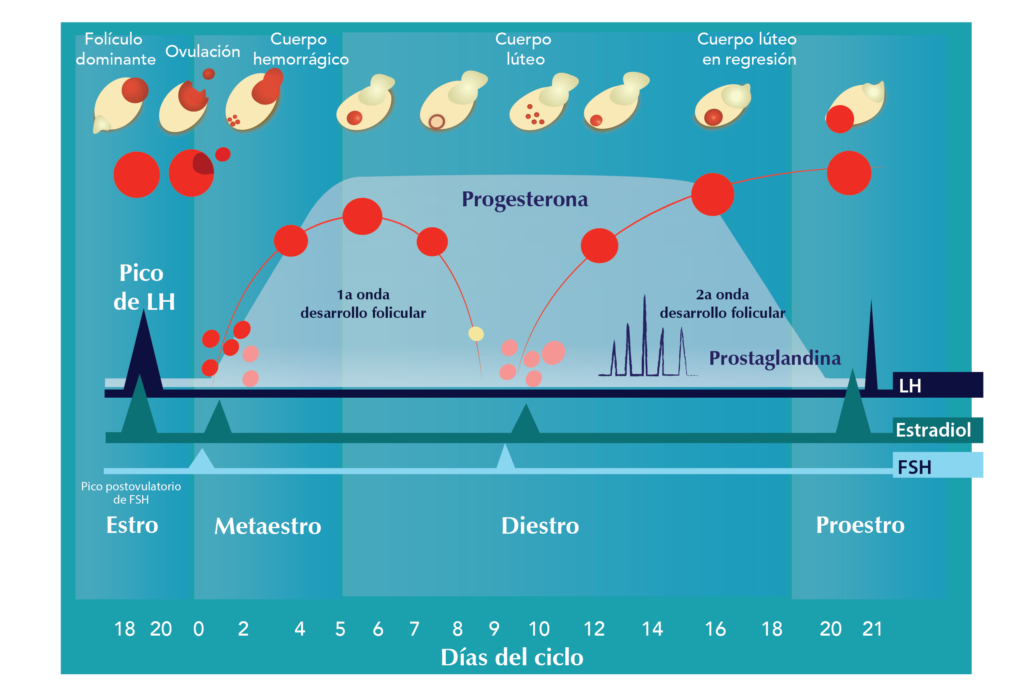 Folículo
dominante
Ovulación
Cuerpo
hemorrágico
Cuerpo
lúteo
Cuerpo lúteo
en regresión
Progesterona
Pico
de LH
1a onda
desarrollo folicular
2a onda
desarrollo folicular
Prostaglandina
LH
Estradiol
FSH
Pico postovulatorio
de FSH
Estro
Metaestro
Diestro
Proestro
18 20 0 2 4 5 6 7 8 9 10 12 14 16 18 20 21
Días del ciclo